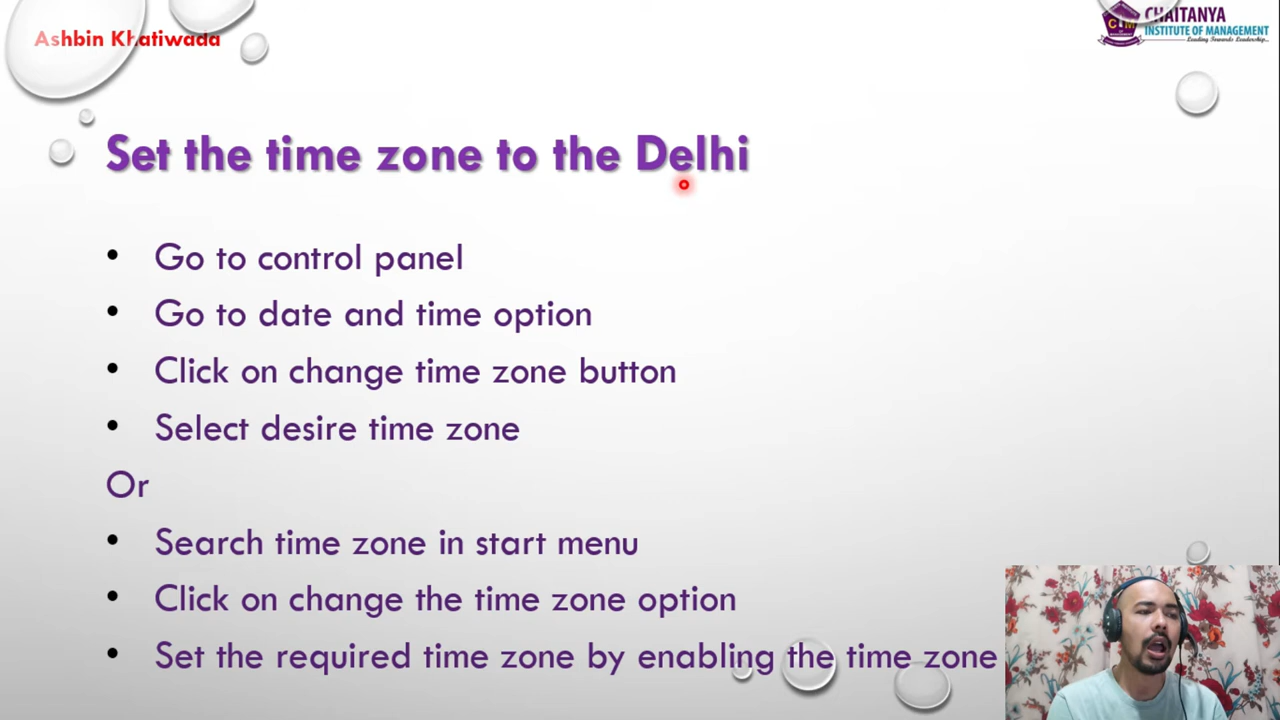 Ashbin Khatiwada
CHAITANYA
INSTITUTE OF MANAGEMENT
Leading Towards Leadership...
Set the time zone to the Delhi
• Go to control panel
• Go to date and time option
• Click on change time zone button
• Select desire time zone
Or
• Search time zone in start menu
• Click on change the time zone option
• Set the required time zone by enabling the time zone